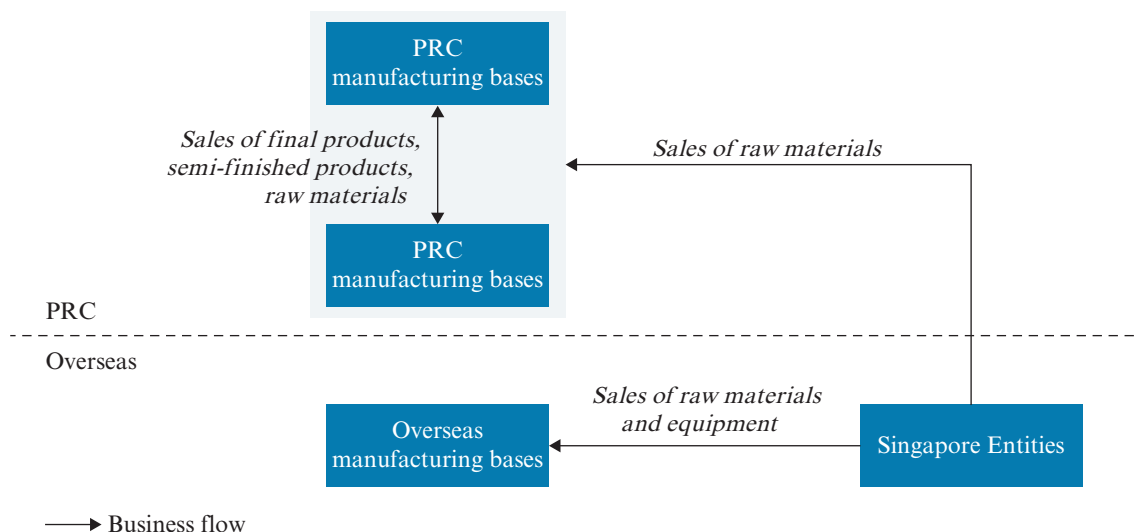 PRC
manufacturing bases
Sales of final products,
semi-finished products,
raw materials
Sales of raw materials
PRC
manufacturing bases
PRC
Overseas
Sales of raw materials
and equipment
Overseas
manufacturing bases
Singapore Entities
Business flow